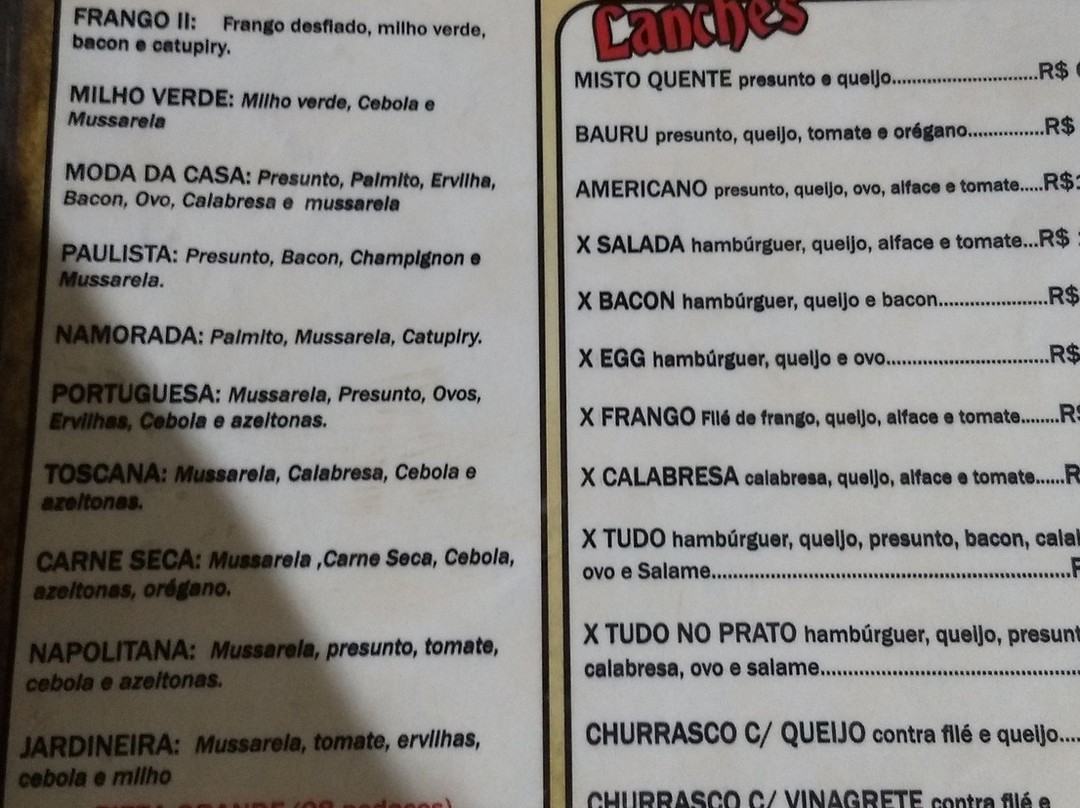 FRANGO II: Frango desfiado, milho verde,
bacon e catupiry.
MILHO VERDE: Milho verde, Cebola e
Mussarela
MODA DA CASA: Presunto, Palmito, Ervilha,
Bacon, Ovo, Calabresa e mussarela
PAULISTA: Presunto, Bacon, Champignon e
Mussarela.
NAMORADA: Palmito, Mussarela, Catupiry.
PORTUGUESA: Mussarela, Presunto, Ovos,
Ervilhas, Cebola e azeitonas.
TOSCANA: Mussarela, Calabresa, Cebola e
azeitonas.
CARNE SECA: Mussarela ,Carne Seca, Cebola,
azeitonas, orégano.
NAPOLITANA: Mussarela, presunto, tomate,
cebola e azeitonas.
JARDINEIRA: Mussarela, tomate, ervilhas,
cebola e milho
Lanches
MISTO QUENTE presunto e queijo..............................R$
BAURU presunto, queijo, tomate e orégano...............R$
AMERICANO presunto, queijo, ovo, alface e tomate.....R$
X SALADA hambúrguer, queijo, alface e tomate...R$
X BACON hambúrguer, queijo e bacon......................R$
X EGG hambúrguer, queijo e ovo.................................R$
X FRANGO Filé de frango, queijo, alface e tomate........R$
X CALABRESA calabresa, queijo, alface e tomate......R
X TUDO hambúrguer, queijo, presunto, bacon,
ovo e Salame.........................................................................
X TUDO NO PRATO hambúrguer, queijo,
calabresa, ovo e salame....................................................
CHURRASCO C/ QUEIJO contra filé e queijo....
CHURRASCO C/ VINAGRETE contra filé e